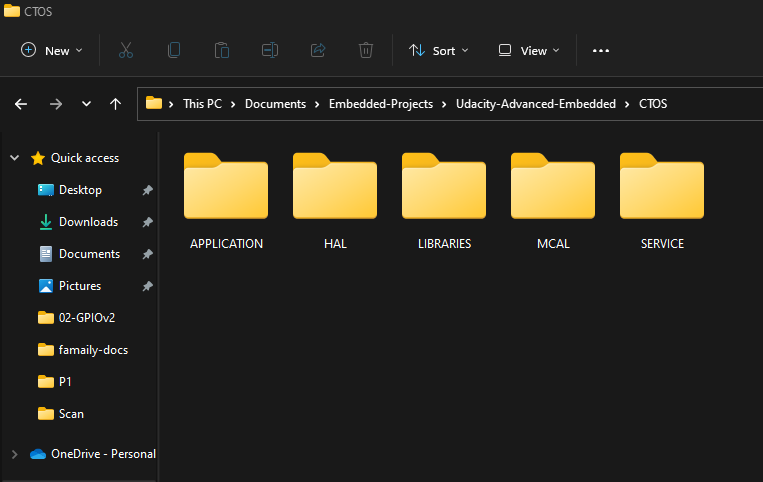 CTOS
New
Sort
View
This PC
Documents
Embedded-Projects
Udacity-Advanced-Embedded
CTOS
Quick access
Desktop
Downloads
Documents
Pictures
02-GPIOv2
famaily-docs
P1
Scan
OneDrive - Personal
APPLICATION
HAL
LIBRARIES
MCAL
SERVICE